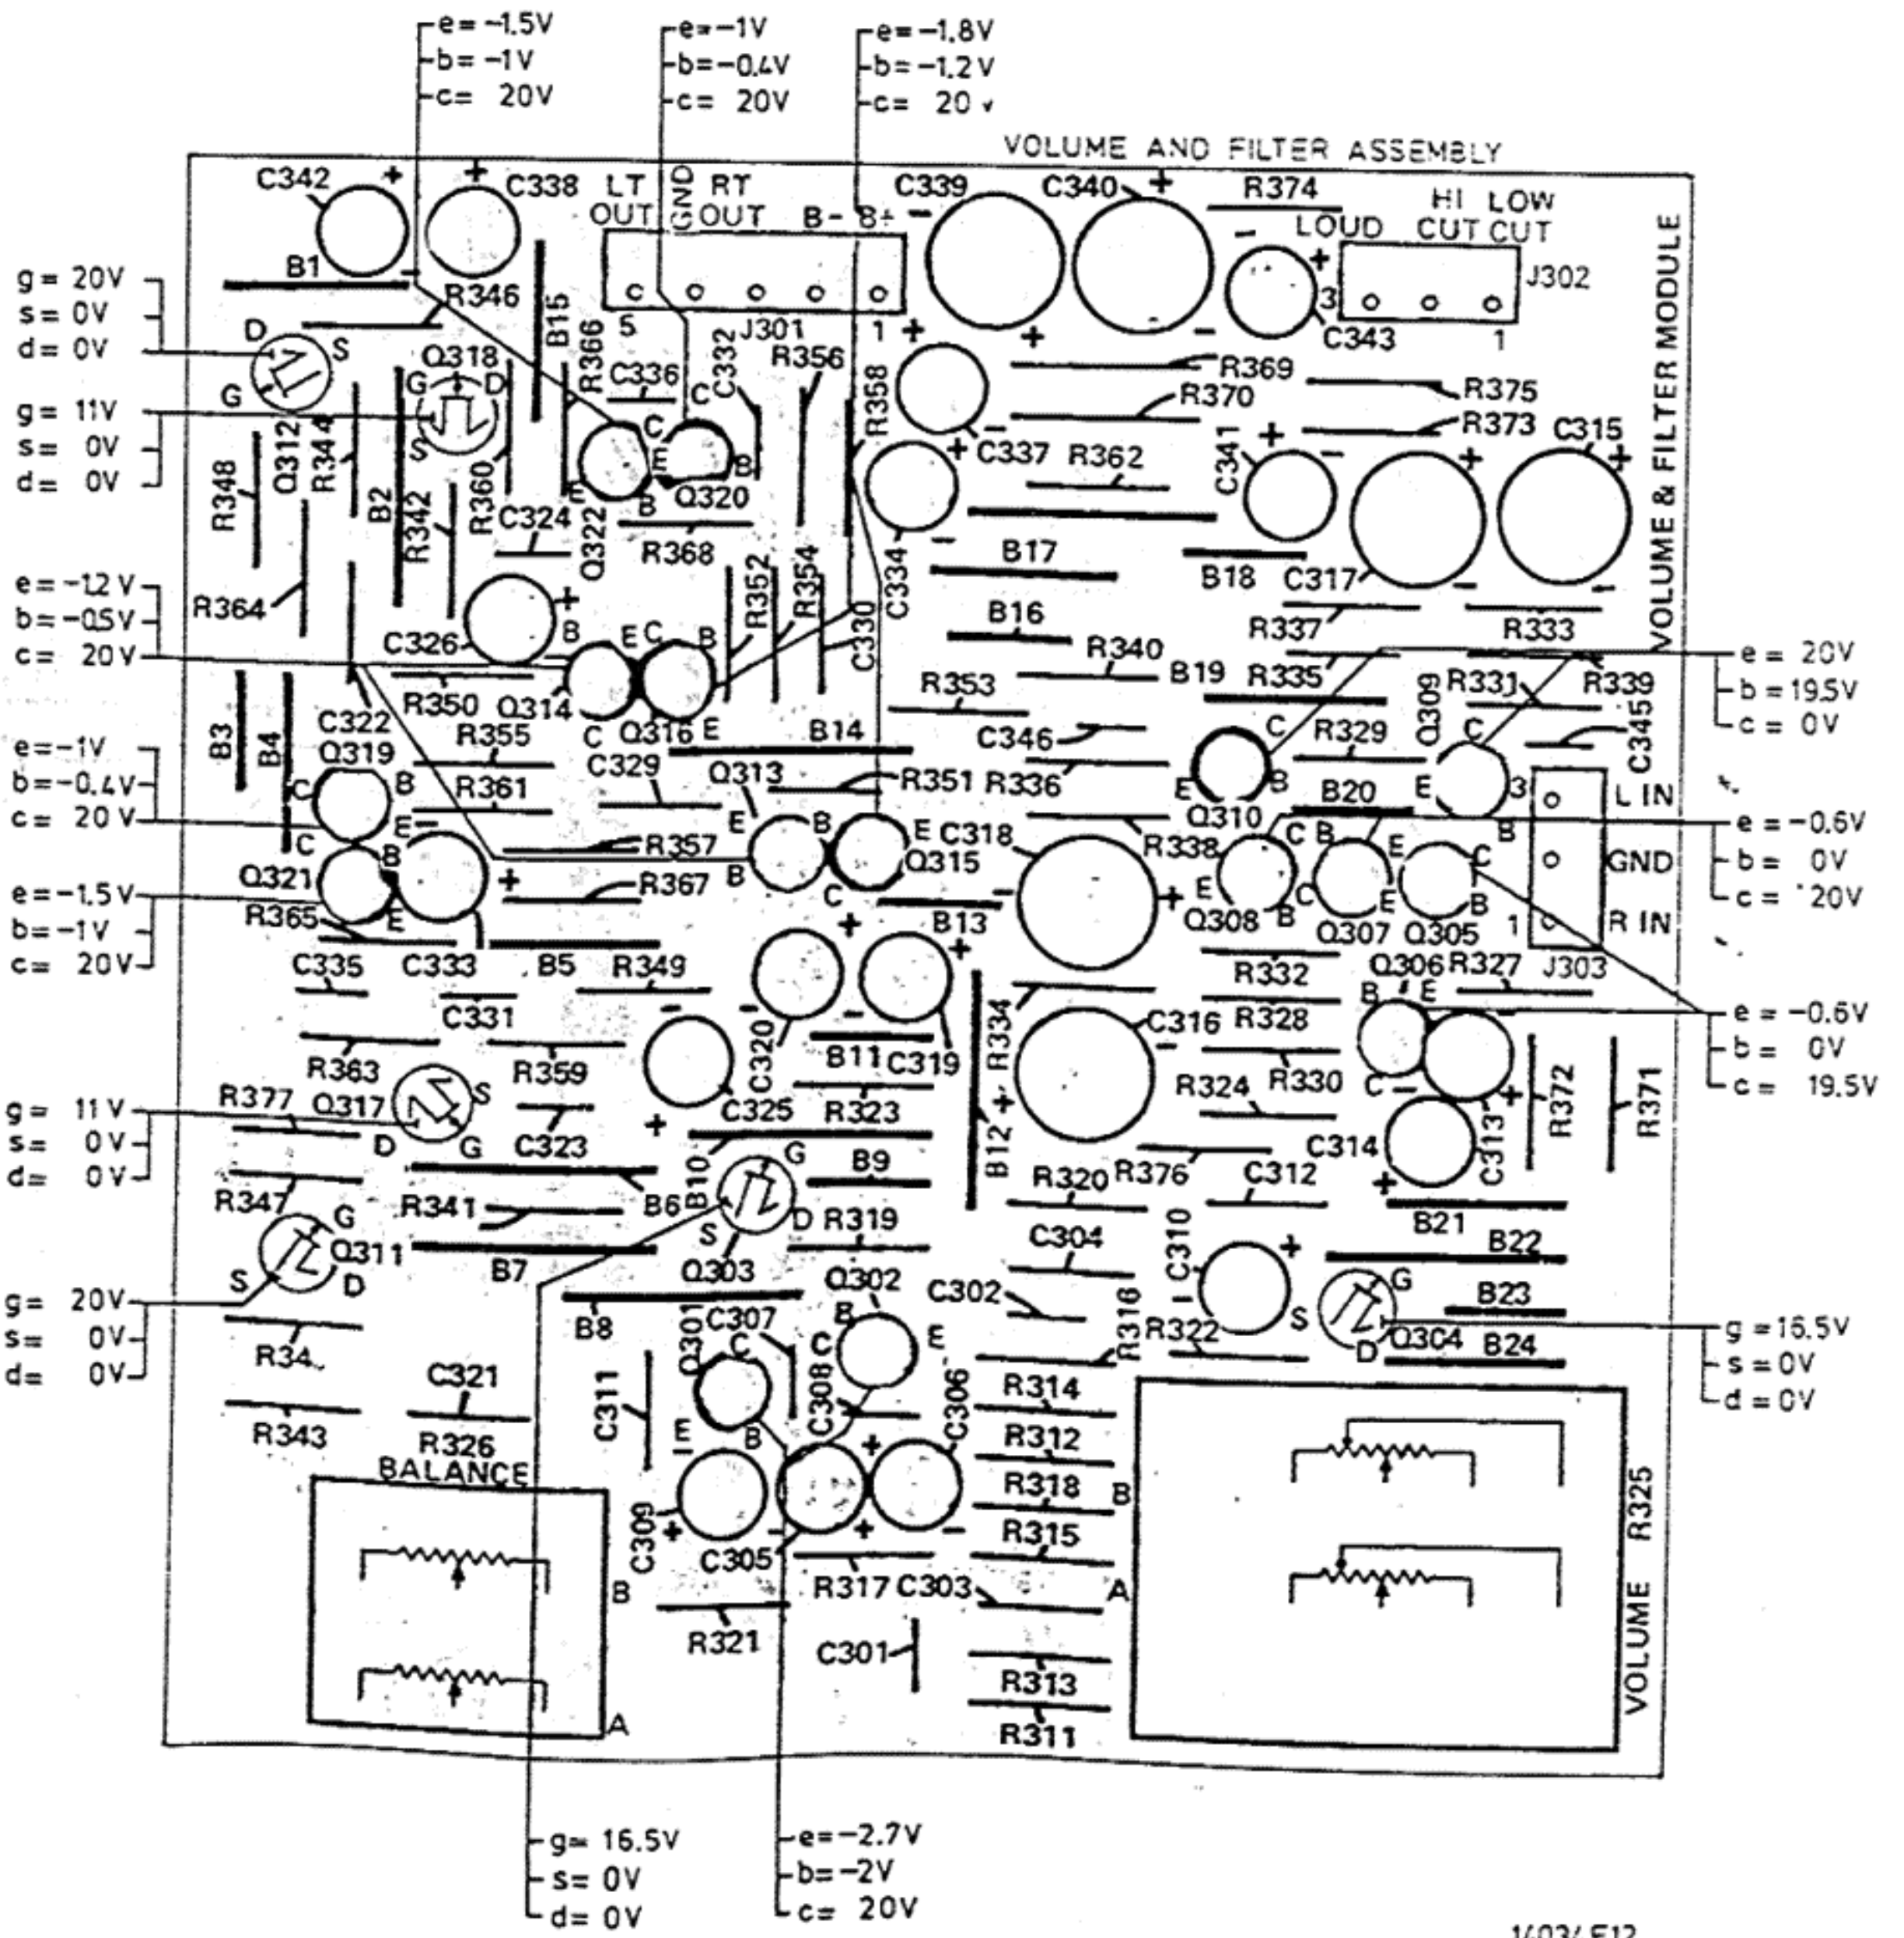 e=-1.5V
b=-1V
c= 20V
e=-1V
b=-0.4V
c= 20V
e=-1.8V
b=-1.2V
c= 20 v
VOLUME AND FILTER ASSEMBLY
C342 + + C338
LT OUT
GND
RT OUT
B- B+
C339 C340 +
R374
LOUD
HI CUT
LOW CUT
VOLUME & FILTER MODULE
g= 20V
s= 0V
d= 0V
B1
R346
B15
5 J301 1
3 J302
1
C343
D S G
Q318
G D S
R366
C336
C332
R356
R358
R369
R370
R375
R373
C315
g= 11V
s= 0V
d= 0V
R348
Q312
R344
B2
R342
R360
C324
Q322
C E B
C B
Q320
R368
C337
R362
C341
C334
B17
B18
C317
e=-1.2 V
b=-0.5V
c= 20V
R364
C326
B E C B
R352
R354
C330
B16
R340
R337
R333
B19
R335
R331
R339
e= 20V
b=19.5V
c= 0V
B3
B4
C322
R350
Q314
C
Q316
E
R353
C346
R329
Q309
C345
e=-1V
b=-0.4V
c= 20V
Q319
C B E
R355
R361
C329
Q313
B14
R351
R336
C
E B
Q310
B20
C E B
3
L IN
GND
R IN
1
J303
Q321
C B E
R357
R367
E B
B C E
Q315
C318
R338
C E B
Q308
B C E
Q307
E C B
Q305
e=-0.6V
b= 0V
c= 20V
e=-1.5V
b=-1V
c= 20V
R365
C335
C333
B5
R349
B13
R332
Q306
R327
B E C
C331
R363
R359
C320
B11
C319
R334
C316
R328
R330
R324
e=-0.6V
b= 0V
c= 19.5V
g= 11V
s= 0V
d= 0V
R377
Q317
S D G
C323
C325
R323
B12
R376
C314
C313
R372
R371
R347
R341
B6
B10
G S D
B9
R319
R320
C312
B21
g= 20V
s= 0V
d= 0V
G S D
Q311
B7
Q303
C304
C310
B22
B23
B24
G S D
Q304
g=16.5V
s=0V
d=0V
R34
B8
Q301
C307
Q302
B C E
C302
R316
R322
R343
C321
R326
C311
C E B
C308
C306
R314
R312
R318
R315
B
A
BALANCE
B
A
C309
C305
R317
C303
R321
C301
R313
R311
VOLUME R325
g= 16.5V
s= 0V
d= 0V
e=-2.7V
b=-2V
c= 20V